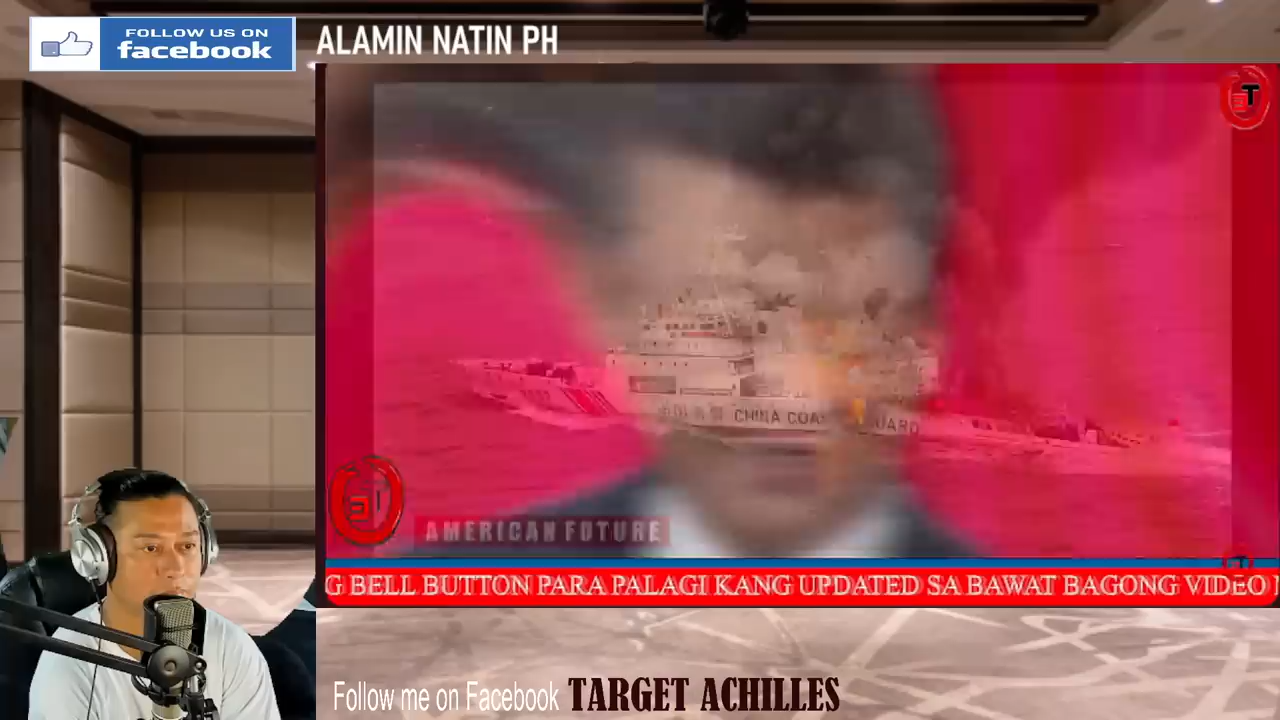 FOLLOW US ON
facebook
ALAMIN NATIN PH
CHINA COAST GUARD
AMERICAN FUTURE
G BELL BUTTON PARA PALAGI KANG UPDATED SA BAWAT BAGONG VIDEO
Follow me on Facebook TARGET ACHILLES